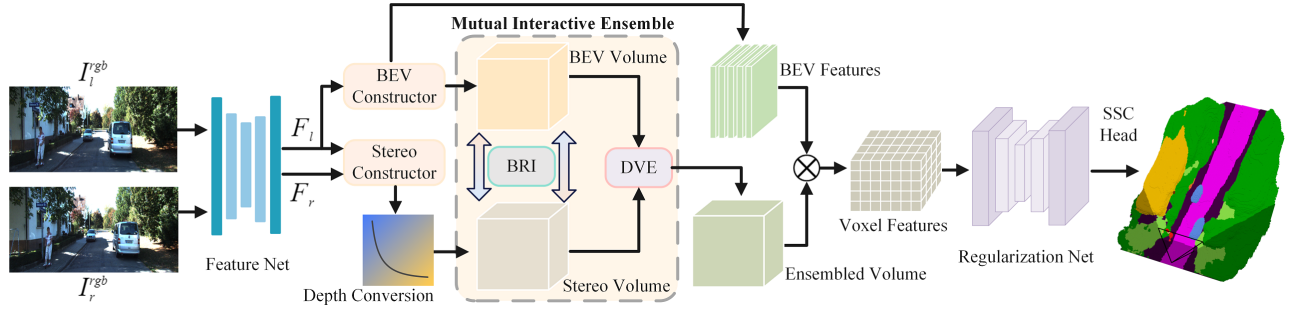 Mutual Interactive Ensemble
I_l^{rgb}
BEV
Constructor
BEV Volume
BEV Features
F_l
Stereo
Constructor
BRI
DVE
SSC
Head
F_r
Voxel Features
Feature Net
Regularization Net
I_r^{rgb}
Depth Conversion
Stereo Volume
Ensembled Volume